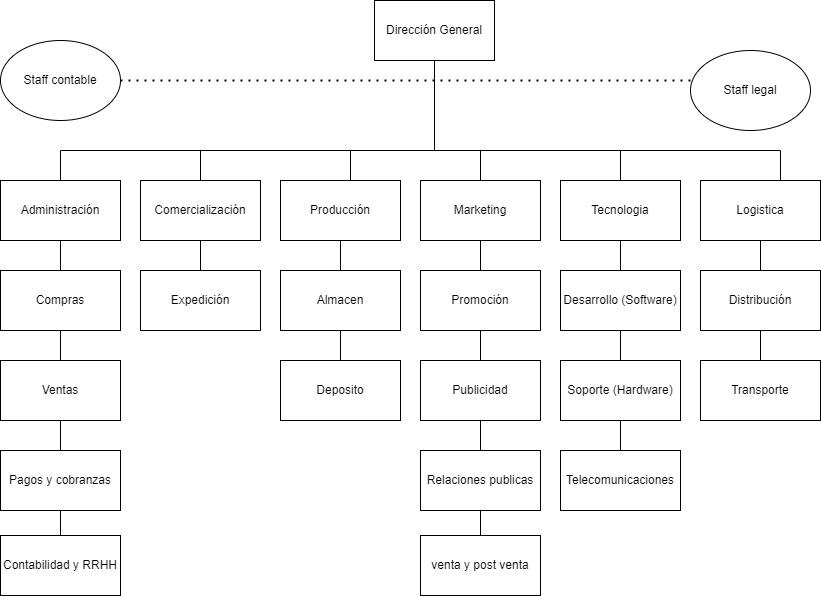 Dirección General
Staff contable
Staff legal
Administración
Comercialización
Producción
Marketing
Tecnologia
Logistica
Compras
Expedición
Almacen
Promoción
Desarrollo (Software)
Distribución
Ventas
Deposito
Publicidad
Soporte (Hardware)
Transporte
Pagos y cobranzas
Relaciones publicas
Telecomunicaciones
Contabilidad y RRHH
venta y post venta